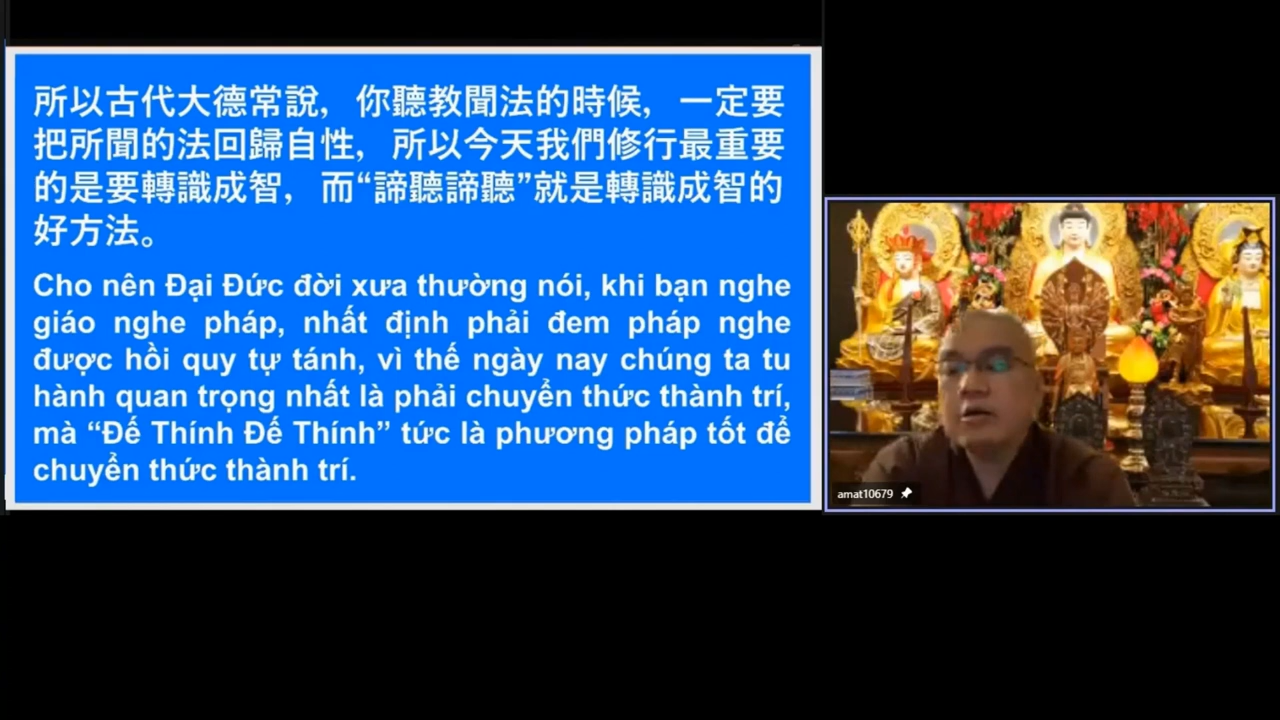 所以古代大德常說，你聽教聞法的時候，一定要
把所聞的法回歸自性，所以今天我們修行最重要
的是要轉識成智，而“諦聽諦聽”就是轉識成智的
好方法。
Cho nên Đại Đức đời xưa thường nói, khi bạn nghe
giáo nghe pháp, nhất định phải đem pháp nghe
được hồi quy tự tánh, vì thế ngày nay chúng ta tu
hành quan trọng nhất là phải chuyển thức thành trí,
mà “Đế Thính Đế Thính” tức là phương pháp tốt để
chuyển thức thành trí.
amat10679